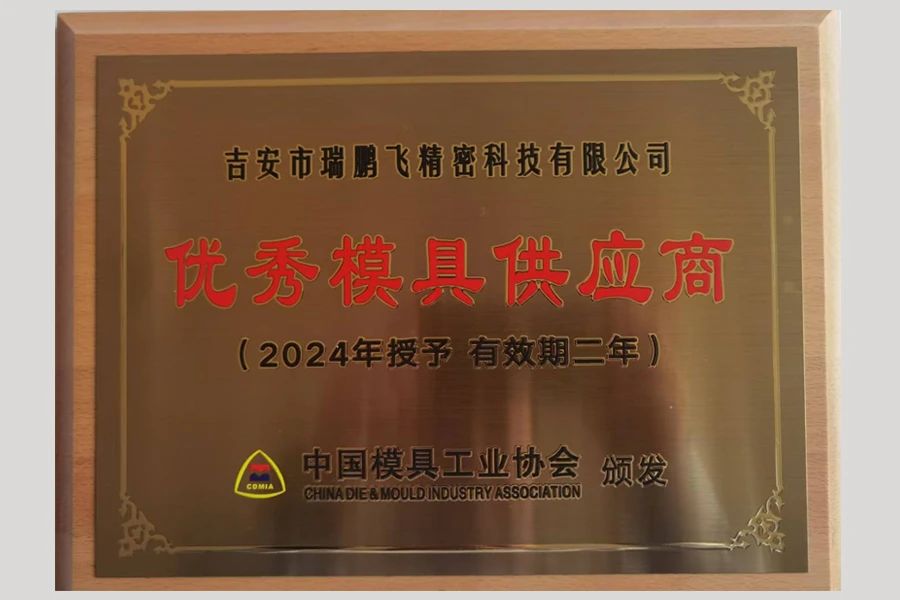 吉安市瑞鹏飞精密科技有限公司
优秀模具供应商
（2024年授予 有效期二年）
CDMIA
中国模具工业协会 颁发
CHINA DIE & MOULD INDUSTRY ASSOCIATION